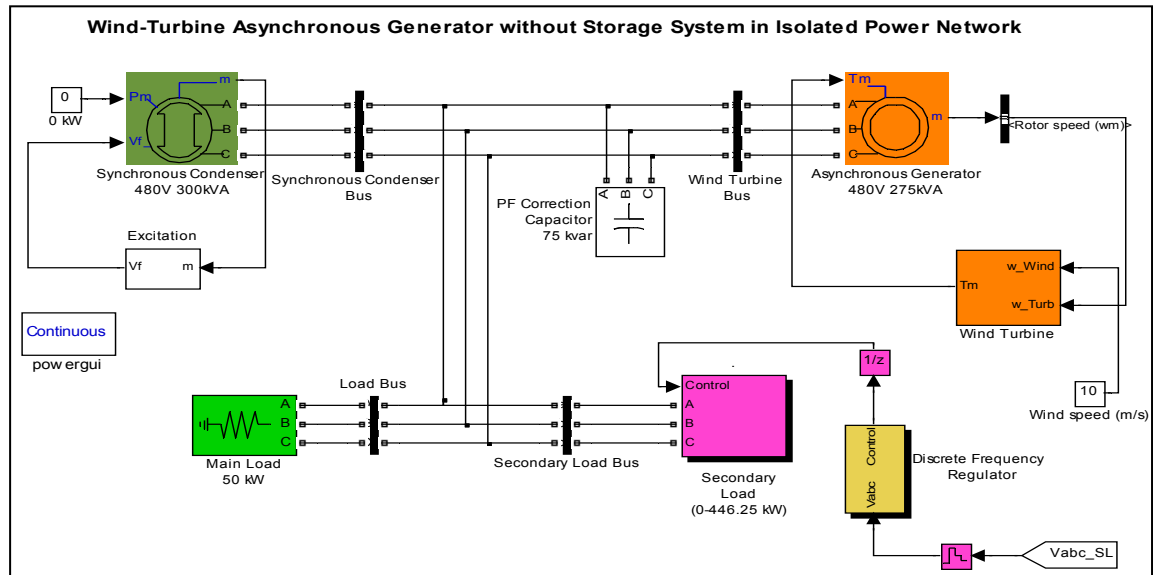 Wind-Turbine Asynchronous Generator without Storage System in Isolated Power Network
0
0 kW
Pm
m
Vf_
A
B
C
Synchronous Condenser
480V 300kVA
Synchronous Condenser
Bus
Excitation
Vf
m
Continuous
powergui
A
B
C
PF Correction
Capacitor
75 kvar
Wind Turbine
Bus
Tm
m
A
B
C
Asynchronous Generator
480V 275kVA
<Rotor speed (wm)>
Tm
w_Wind
w_Turb
Wind Turbine
10
Wind speed (m/s)
A
B
C
Main Load
50 kW
Load Bus
Secondary Load Bus
Control
A
B
C
Secondary
Load
(0-446.25 kW)
1/z
Vabc Control
Discrete Frequency
Regulator
Vabc_SL